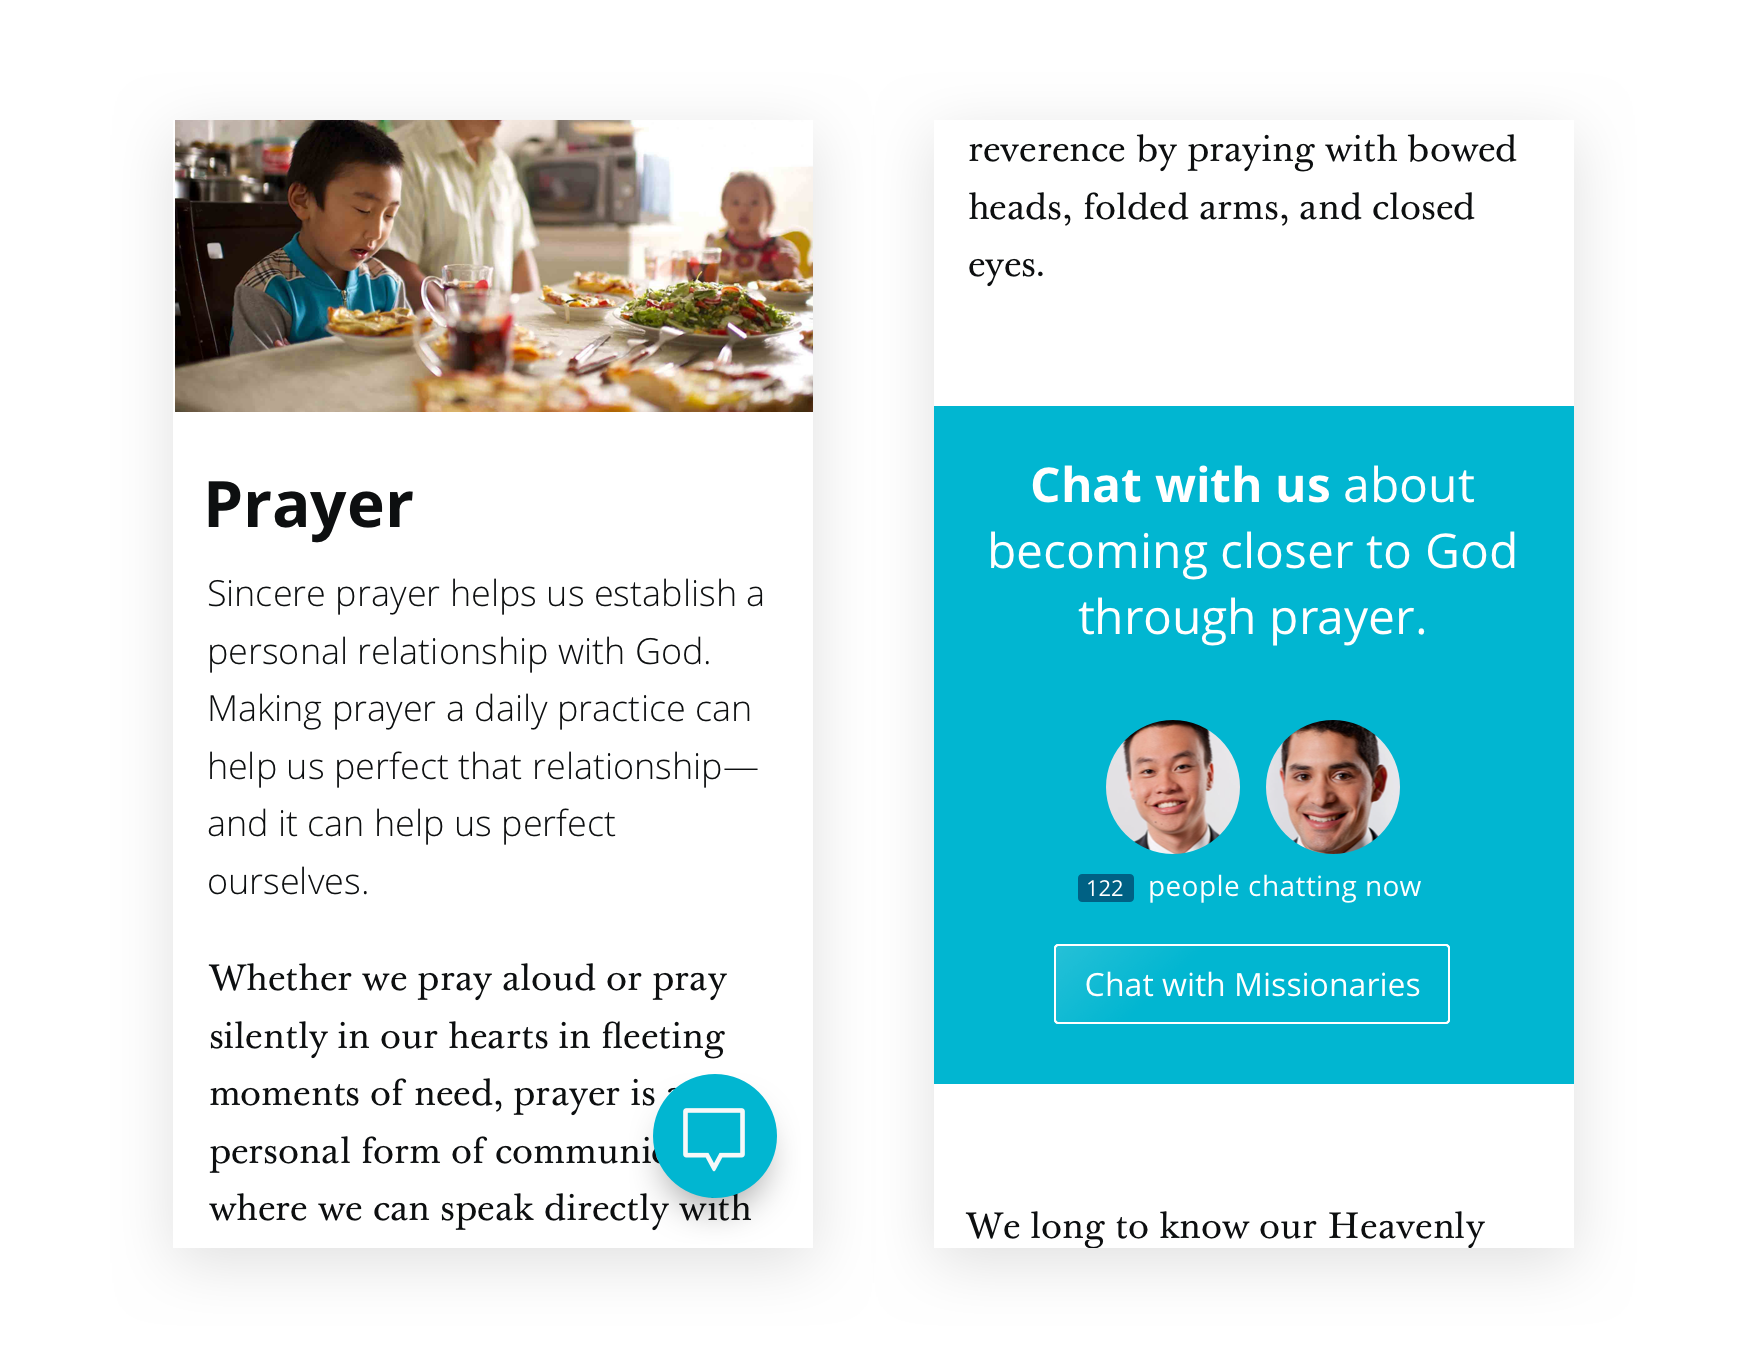 Prayer
Sincere prayer helps us establish a
personal relationship with God.
Making prayer a daily practice can
help us perfect that relationship—
and it can help us perfect
ourselves.
Whether we pray aloud or pray
silently in our hearts in fleeting
moments of need, prayer is
personal form of
where we can speak directly with
reverence by praying with bowed
heads, folded arms, and closed
eyes.
Chat with us about
becoming closer to God
through prayer.
122 people chatting now
Chat with Missionaries
We long to know our Heavenly